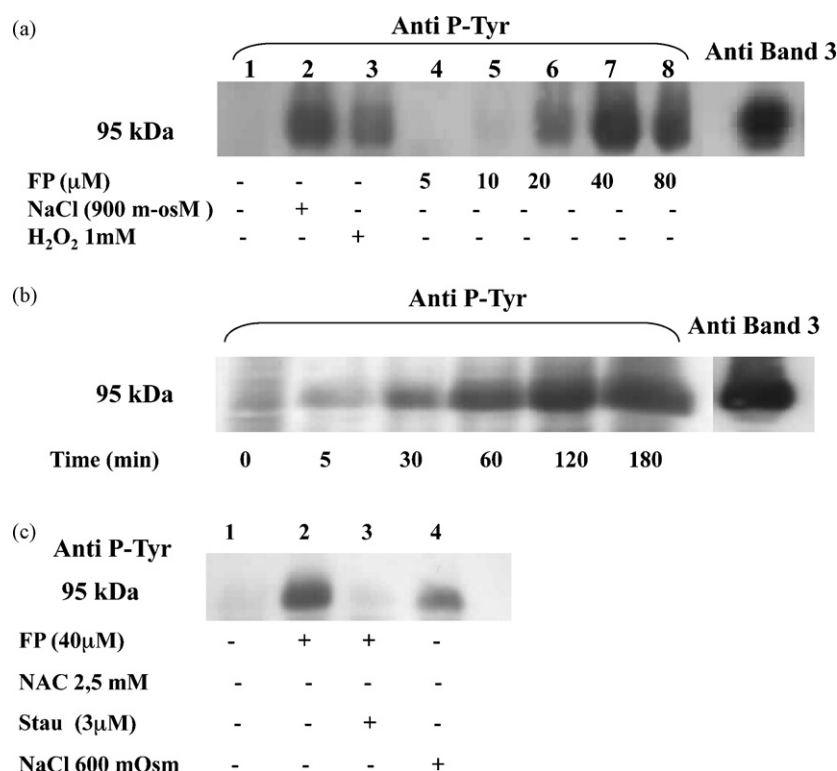 (a)
Anti P-Tyr
1 2 3 4 5 6 7 8 Anti Band 3
95 kDa
FP (μM) - - - 5 10 20 40 80
NaCl (900 m-osM ) - + - - - - - -
H₂O₂ 1mM - - + - - - - -
(b)
Anti P-Tyr
Anti Band 3
95 kDa
Time (min) 0 5 30 60 120 180
(c)
1 2 3 4
Anti P-Tyr
95 kDa
FP (40μM) - + + -
NAC 2,5 mM - - - -
Stau (3μM) - - + -
NaCl 600 mOsm - - - +